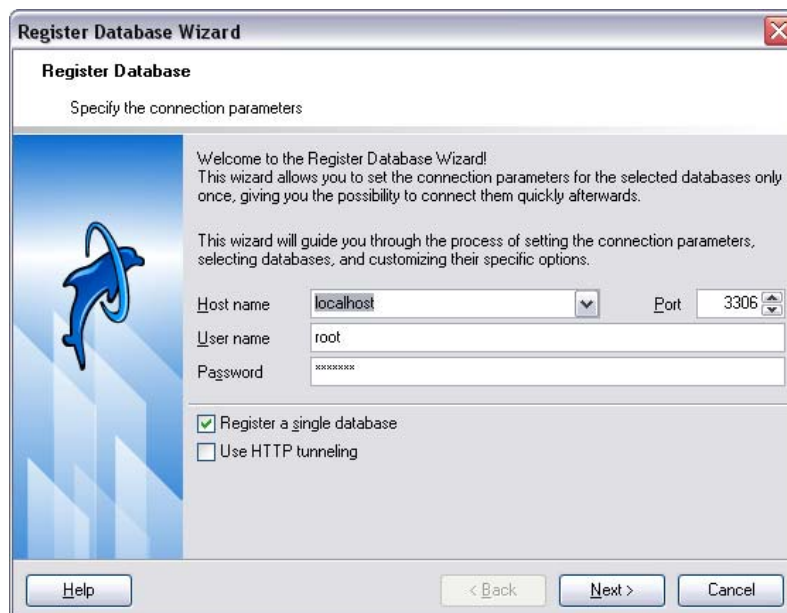 Register Database Wizard
Register Database
Specify the connection parameters
Welcome to the Register Database Wizard!
This wizard allows you to set the connection parameters for the selected databases only
once, giving you the possibility to connect them quickly afterwards.
This wizard will guide you through the process of setting the connection parameters,
selecting databases, and customizing their specific options.
Host name localhost Port 3306
User name root
Password *******
Register a single database
Use HTTP tunneling
Help < Back Next > Cancel